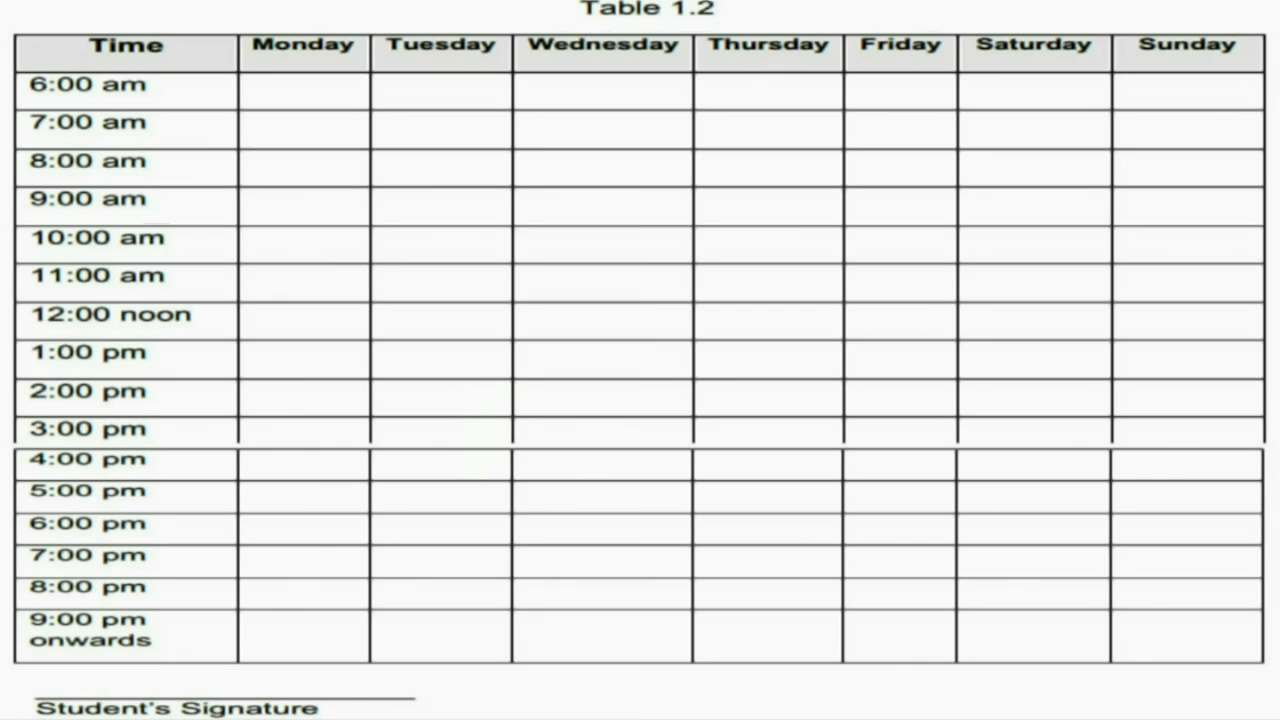 Table 1.2
Time Monday Tuesday Wednesday Thursday Friday Saturday Sunday
6:00 am
7:00 am
8:00 am
9:00 am
10:00 am
11:00 am
12:00 noon
1:00 pm
2:00 pm
3:00 pm
4:00 pm
5:00 pm
6:00 pm
7:00 pm
8:00 pm
9:00 pm
onwards
Student's Signature